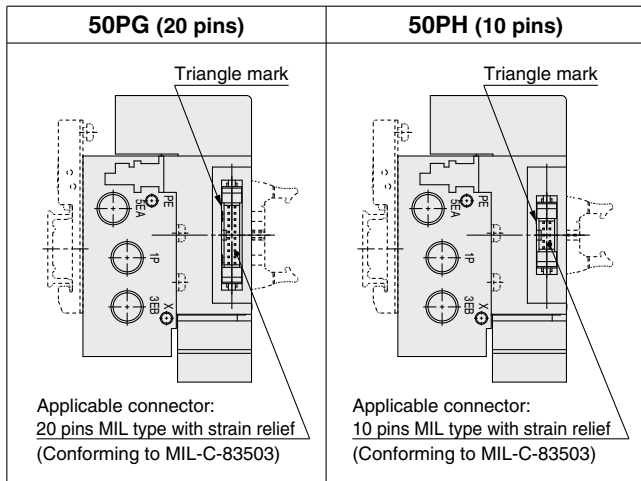 50PG (20 pins)
Triangle mark
PE
5EA
1P
3EB
X
Applicable connector:
20 pins MIL type with strain relief
(Conforming to MIL-C-83503)
50PH (10 pins)
Triangle mark
PE
5EA
1P
3EB
X
Applicable connector:
10 pins MIL type with strain relief
(Conforming to MIL-C-83503)